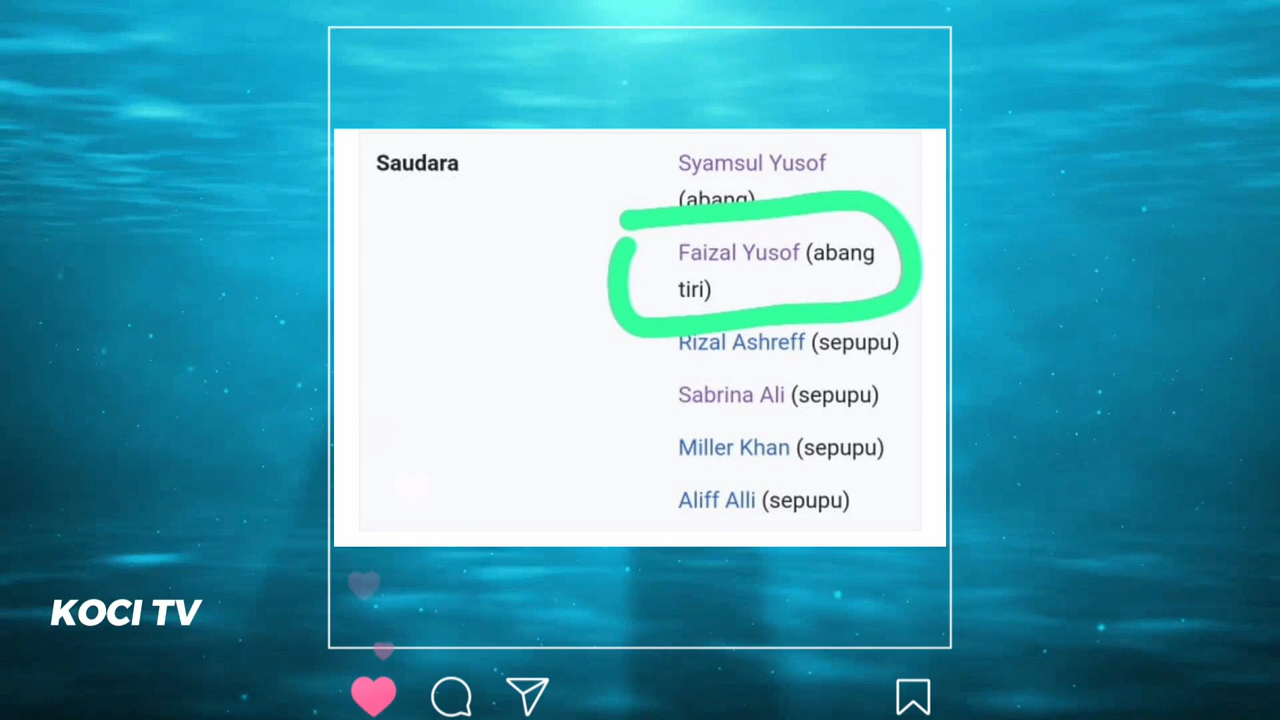 Saudara
Syamsul Yusof
(abang)
Faizal Yusof (abang
tiri)
Rizal Ashreff (sepupu)
Sabrina Ali (sepupu)
Miller Khan (sepupu)
Aliff Alli (sepupu)
KOCI TV